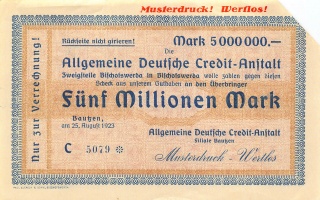 Musterdruck! Wertlos!
Rückseite nicht girieren!
Mark 5000000.—
Die
Allgemeine Deutsche Credit-Anstalt
Zweigstelle Bischofswerda in Bischofswerda wolle zahlen gegen diesen
Scheck aus unserem Guthaben an den Überbringer
Fünf Millionen Mark
Bautzen,
am 25. August 1923
Allgemeine Deutsche Credit-Anstalt
Filiale Bautzen
C 5079 ※
Musterdruck - Wertlos
Nur zur Verrechnung!